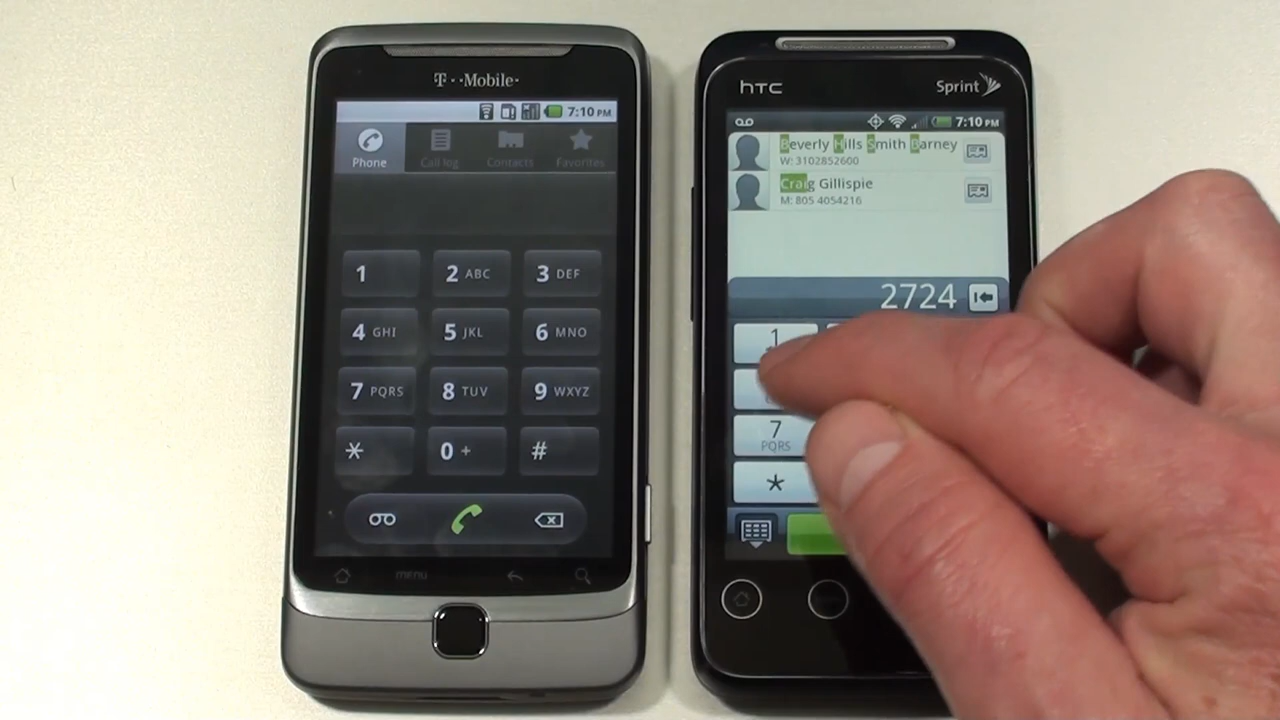 T··Mobile·
7:10 PM
Phone
Call log
Contacts
Favorites
1
2 ABC
3 DEF
4 GHI
5 JKL
6 MNO
7 PQRS
8 TUV
9 WXYZ
*
0 +
#
menu
hTC
Sprint
7:10 PM
Beverly Hills Smith Barney
W: 3102852600
Craig Gillispie
M: 805 4054216
2724
1
7
PQRS
*